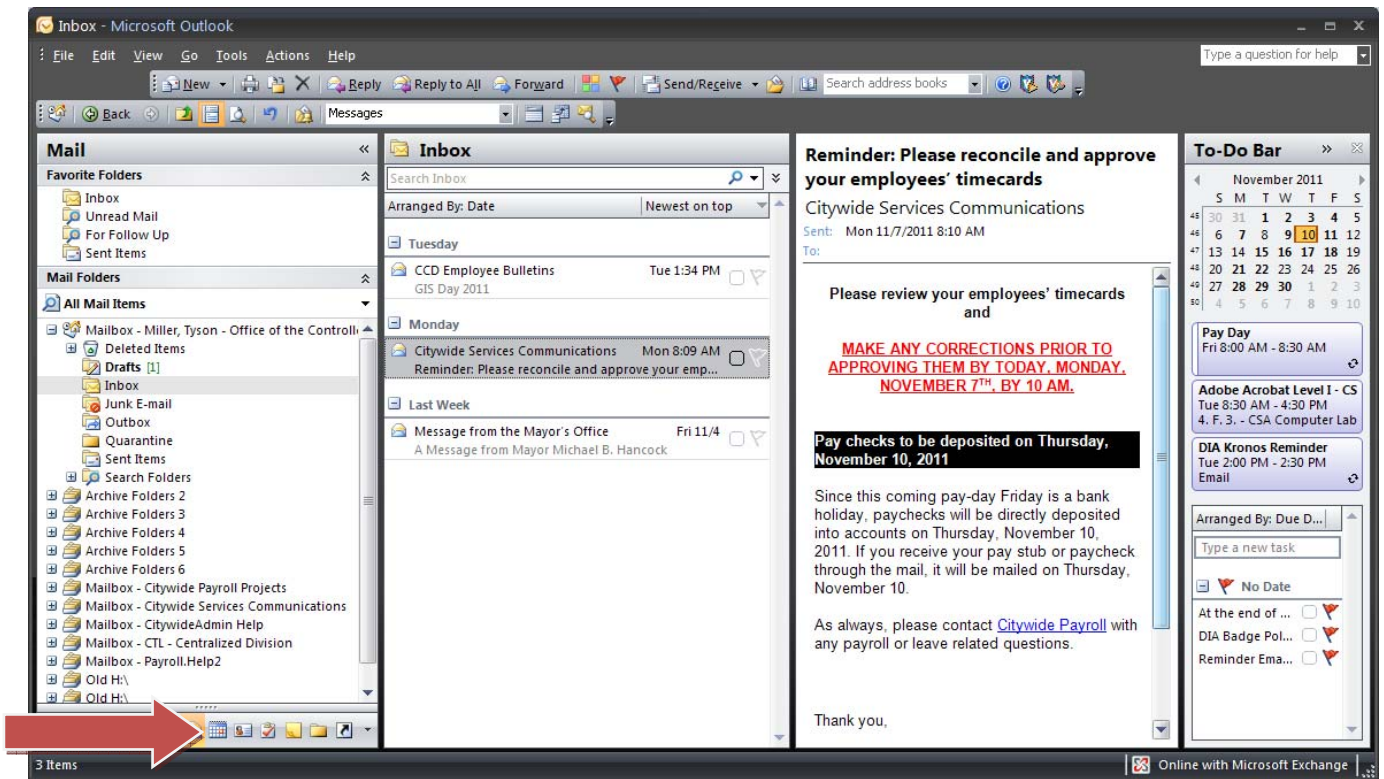 Inbox - Microsoft Outlook
File Edit View Go Tools Actions Help
Type a question for help
New Reply Reply to All Forward Send/Receive Search address books
Back Messages
Mail «
Favorite Folders
Inbox
Unread Mail
For Follow Up
Sent Items
Mail Folders
All Mail Items
Mailbox - Miller, Tyson - Office of the Controll
Deleted Items
Drafts [1]
Inbox
Junk E-mail
Outbox
Quarantine
Sent Items
Search Folders
Archive Folders 2
Archive Folders 3
Archive Folders 4
Archive Folders 5
Archive Folders 6
Mailbox - Citywide Payroll Projects
Mailbox - Citywide Services Communications
Mailbox - CitywideAdmin Help
Mailbox - CTL - Centralized Division
Mailbox - Payroll.Help2
Old H:\
Old H:\
Inbox
Search Inbox
Arranged By: Date Newest on top
Tuesday
CCD Employee Bulletins Tue 1:34 PM
GIS Day 2011
Monday
Citywide Services Communications Mon 8:09 AM
Reminder: Please reconcile and approve your emp...
Last Week
Message from the Mayor's Office Fri 11/4
A Message from Mayor Michael B. Hancock
Reminder: Please reconcile and approve
your employees' timecards
Citywide Services Communications
Sent: Mon 11/7/2011 8:10 AM
To:
Please review your employees' timecards
and
MAKE ANY CORRECTIONS PRIOR TO
APPROVING THEM BY TODAY, MONDAY,
NOVEMBER 7TH, BY 10 AM.
Pay checks to be deposited on Thursday,
November 10, 2011
Since this coming pay-day Friday is a bank
holiday, paychecks will be directly deposited
into accounts on Thursday, November 10,
2011. If you receive your pay stub or paycheck
through the mail, it will be mailed on Thursday,
November 10.
As always, please contact Citywide Payroll with
any payroll or leave related questions.
Thank you,
To-Do Bar »
November 2011
S M T W T F S
45 30 31 1 2 3 4 5
46 6 7 8 9 10 11 12
47 13 14 15 16 17 18 19
48 20 21 22 23 24 25 26
49 27 28 29 30 1 2 3
50 4 5 6 7 8 9 10
Pay Day
Fri 8:00 AM - 8:30 AM
Adobe Acrobat Level I - CS
Tue 8:30 AM - 4:30 PM
4. F. 3. - CSA Computer Lab
DIA Kronos Reminder
Tue 2:00 PM - 2:30 PM
Email
Arranged By: Due D...
Type a new task
No Date
At the end of ...
DIA Badge Pol...
Reminder Ema...
3 Items
Online with Microsoft Exchange